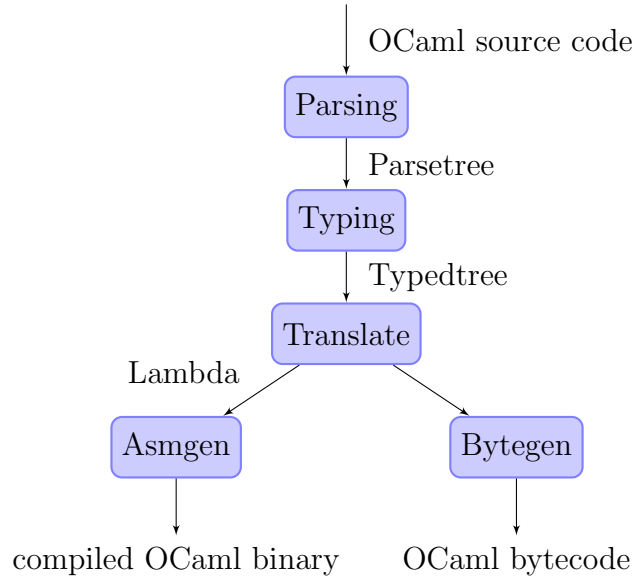 OCaml source code
Parsing
Parsetree
Typing
Typedtree
Translate
Lambda
Asmgen
Bytegen
compiled OCaml binary
OCaml bytecode